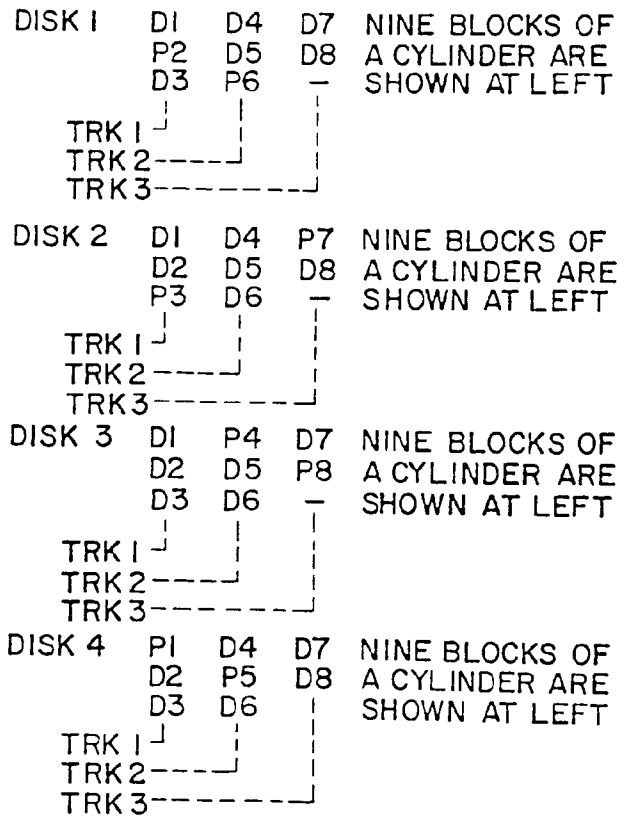 DISK 1 D1 D4 D7 NINE BLOCKS OF
P2 D5 D8 A CYLINDER ARE
D3 P6 – SHOWN AT LEFT
TRK 1
TRK 2
TRK 3
DISK 2 D1 D4 P7 NINE BLOCKS OF
D2 D5 D8 A CYLINDER ARE
P3 D6 – SHOWN AT LEFT
TRK 1
TRK 2
TRK 3
DISK 3 D1 P4 D7 NINE BLOCKS OF
D2 D5 P8 A CYLINDER ARE
D3 D6 – SHOWN AT LEFT
TRK 1
TRK 2
TRK 3
DISK 4 P1 D4 D7 NINE BLOCKS OF
D2 P5 D8 A CYLINDER ARE
D3 D6 SHOWN AT LEFT
TRK 1
TRK 2
TRK 3